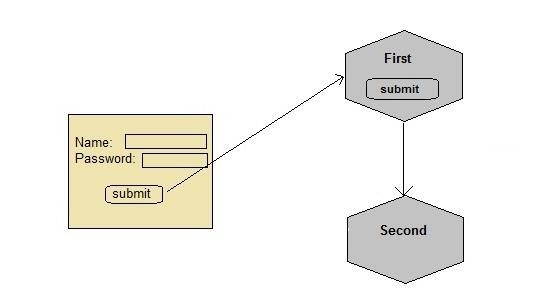 Name:
Password:
submit
First
submit
Second